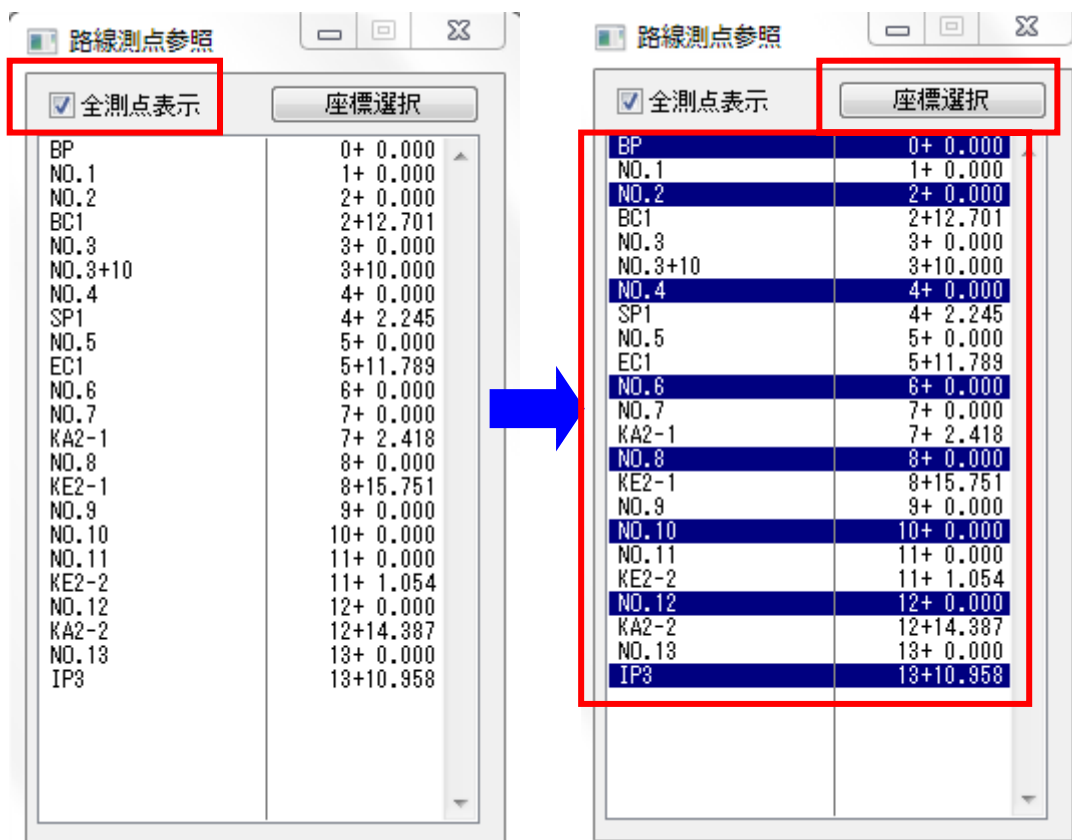 路線測点参照
全測点表示 座標選択
BP 0+ 0.000
NO.1 1+ 0.000
NO.2 2+ 0.000
BC1 2+12.701
NO.3 3+ 0.000
NO.3+10 3+10.000
NO.4 4+ 0.000
SP1 4+ 2.245
NO.5 5+ 0.000
EC1 5+11.789
NO.6 6+ 0.000
NO.7 7+ 0.000
KA2-1 7+ 2.418
NO.8 8+ 0.000
KE2-1 8+15.751
NO.9 9+ 0.000
NO.10 10+ 0.000
NO.11 11+ 0.000
KE2-2 11+ 1.054
NO.12 12+ 0.000
KA2-2 12+14.387
NO.13 13+ 0.000
IP3 13+10.958
路線測点参照
全測点表示 座標選択
BP 0+ 0.000
NO.1 1+ 0.000
NO.2 2+ 0.000
BC1 2+12.701
NO.3 3+ 0.000
NO.3+10 3+10.000
NO.4 4+ 0.000
SP1 4+ 2.245
NO.5 5+ 0.000
EC1 5+11.789
NO.6 6+ 0.000
NO.7 7+ 0.000
KA2-1 7+ 2.418
NO.8 8+ 0.000
KE2-1 8+15.751
NO.9 9+ 0.000
NO.10 10+ 0.000
NO.11 11+ 0.000
KE2-2 11+ 1.054
NO.12 12+ 0.000
KA2-2 12+14.387
NO.13 13+ 0.000
IP3 13+10.958